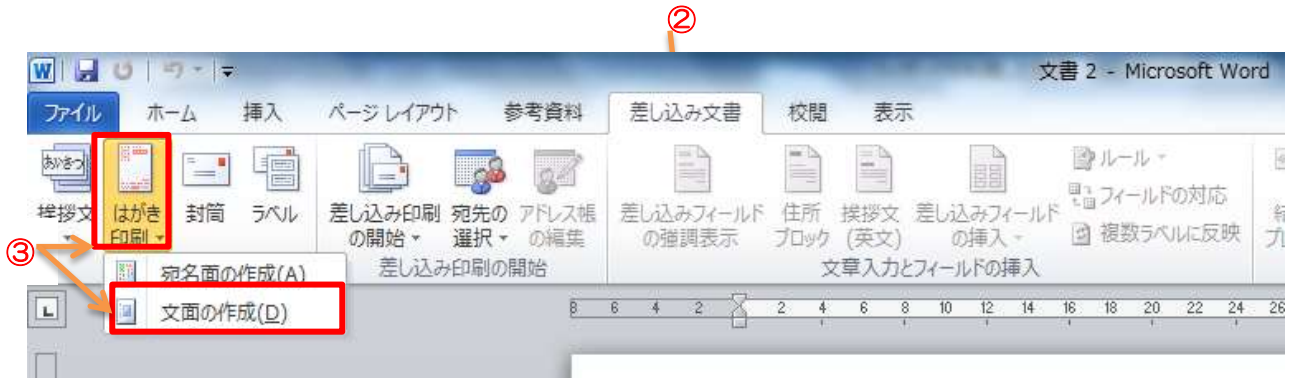 ②
文書 2 - Microsoft Word
ファイル ホーム 挿入 ページ レイアウト 参考資料 差し込み文書 校閲 表示
あいさつ
挨拶文 はがき印刷 封筒 ラベル 差し込み印刷の開始 宛先の選択 アドレス帳の編集 差し込みフィールドの強調表示 住所ブロック 挨拶文(英文) 差し込みフィールドの挿入
ルール
フィールドの対応
複数ラベルに反映
差し込み印刷の開始 文章入力とフィールドの挿入
③
宛名面の作成(A)
文面の作成(D)
L 8 6 4 2 2 4 6 8 10 12 14 16 18 20 22 24 26